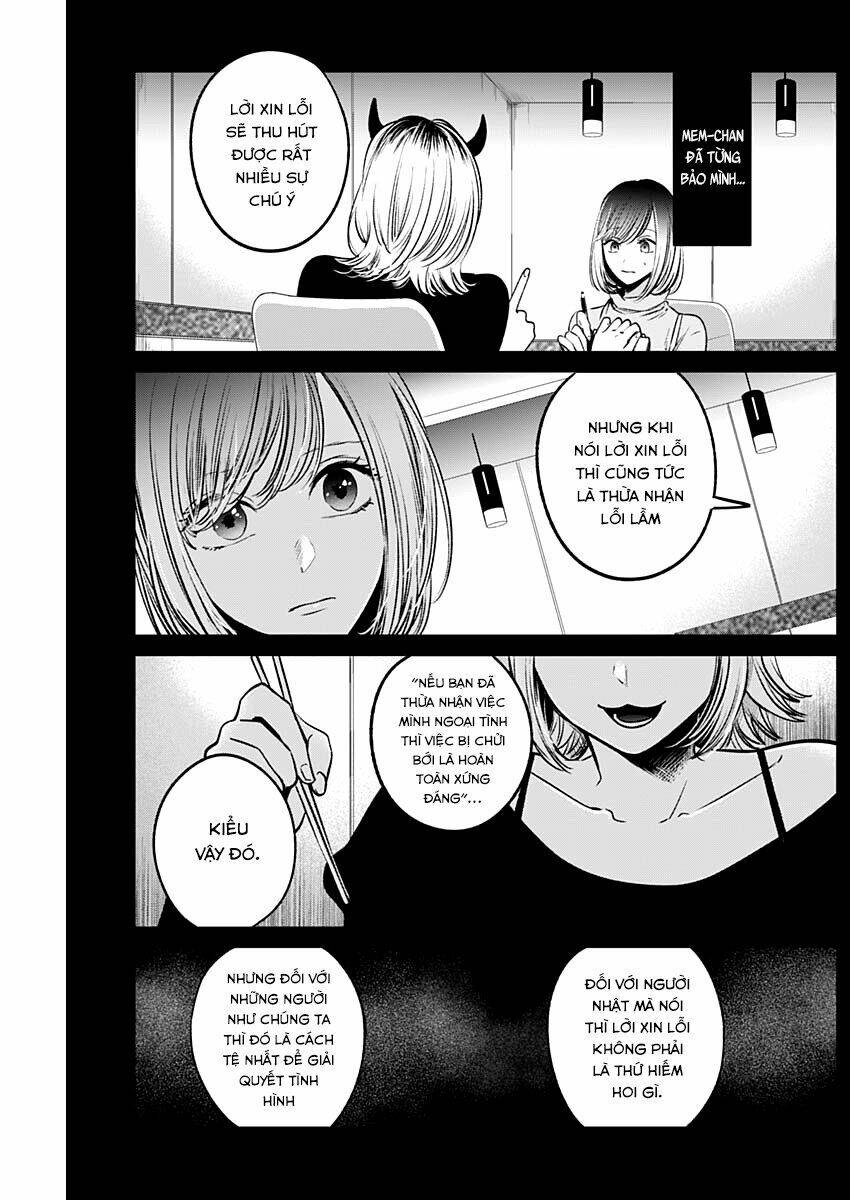 MEM-CHAN
ĐÃ TỪNG
BẢO MÌNH...
LỜI XIN LỖI
SẼ THU HÚT
ĐƯỢC RẤT
NHIỀU SỰ
CHÚ Ý
NHƯNG KHI
NÓI LỜI XIN LỖI
THÌ CŨNG TỨC
LÀ THỪA NHẬN
LỖI LẦM
"NẾU BẠN ĐÃ
THỪA NHẬN VIỆC
MÌNH NGOẠI TÌNH
THÌ VIỆC BỊ CHỬI
BỚI LÀ HOÀN
TOÀN XỨNG
ĐÁNG"...
KIỂU
VẬY ĐÓ.
ĐỐI VỚI NGƯỜI
NHẬT MÀ NÓI
THÌ LỜI XIN LỖI
KHÔNG PHẢI
LÀ THỨ HIẾM
HOI GÌ.
NHƯNG ĐỐI VỚI
NHỮNG NGƯỜI
NHƯ CHÚNG TA
THÌ ĐÓ LÀ CÁCH
TỆ NHẤT ĐỂ GIẢI
QUYẾT TÌNH
HÌNH